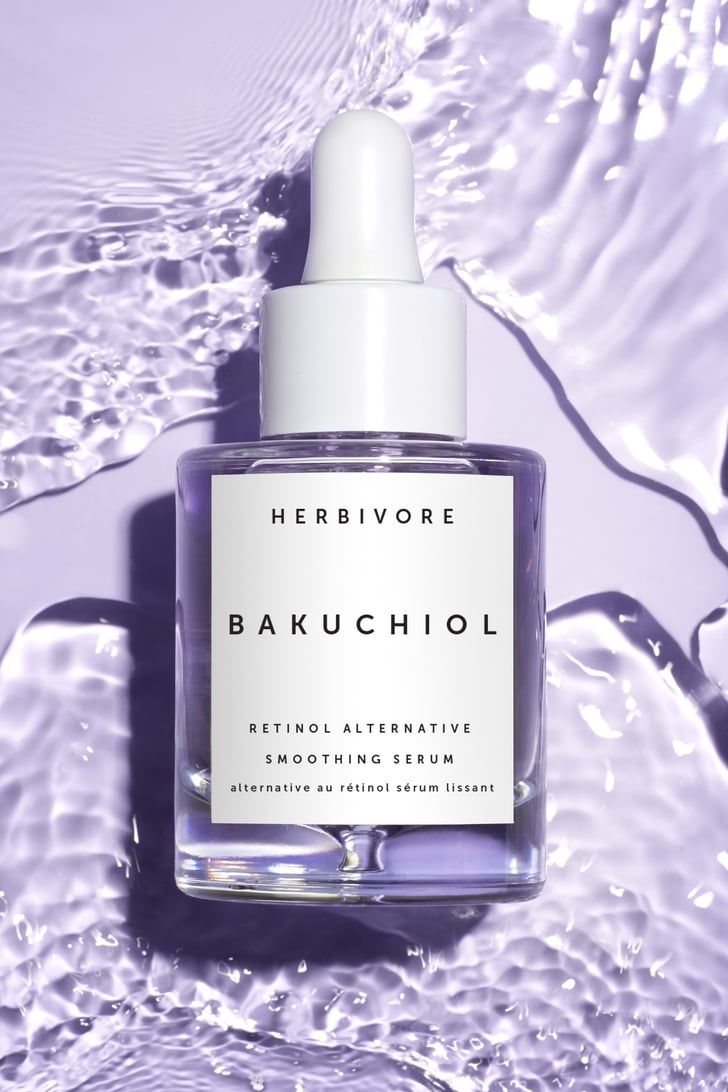 HERBIVORE
BAKUCHIOL
RETINOL ALTERNATIVE
SMOOTHING SERUM
alternative au rétinol sérum lissant